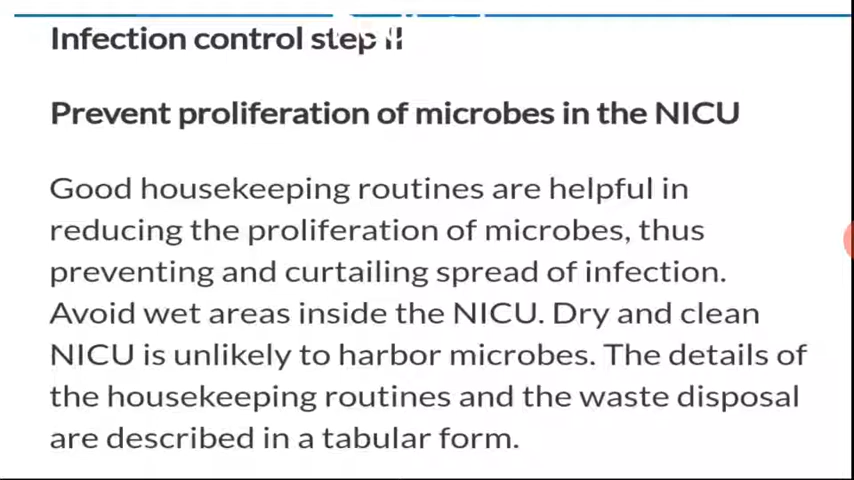 Infection control step II
Prevent proliferation of microbes in the NICU
Good housekeeping routines are helpful in
reducing the proliferation of microbes, thus
preventing and curtailing spread of infection.
Avoid wet areas inside the NICU. Dry and clean
NICU is unlikely to harbor microbes. The details of
the housekeeping routines and the waste disposal
are described in a tabular form.